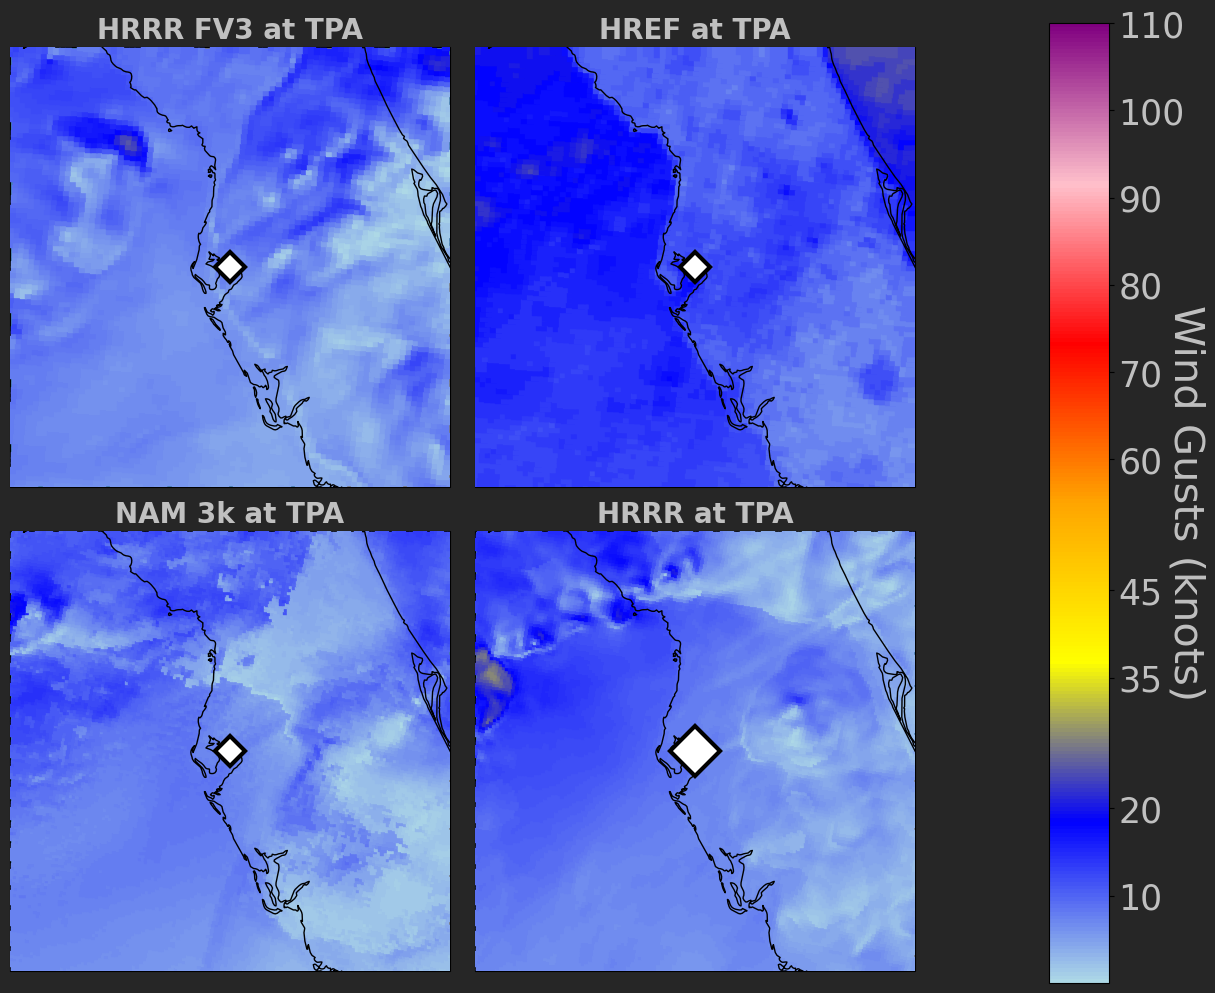 HRRR FV3 at TPA
HREF at TPA
NAM 3k at TPA
HRRR at TPA
110
100
90
80
70
60
45
35
20
10
Wind Gusts (knots)